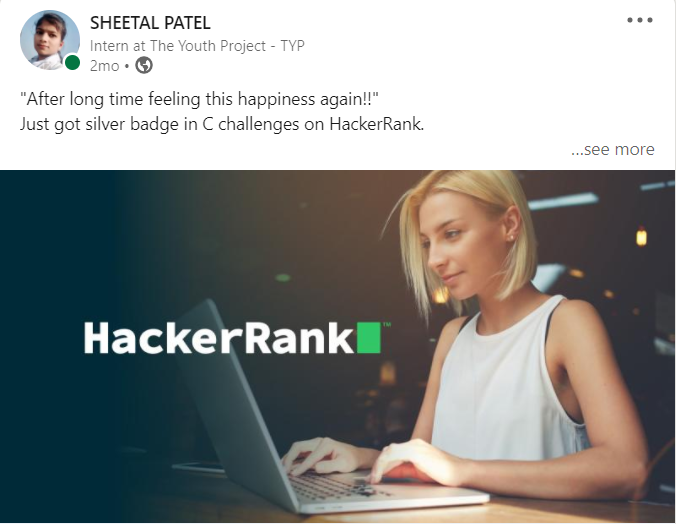 SHEETAL PATEL
Intern at The Youth Project - TYP
2mo •
"After long time feeling this happiness again!!"
Just got silver badge in C challenges on HackerRank.
...see more
HackerRank™